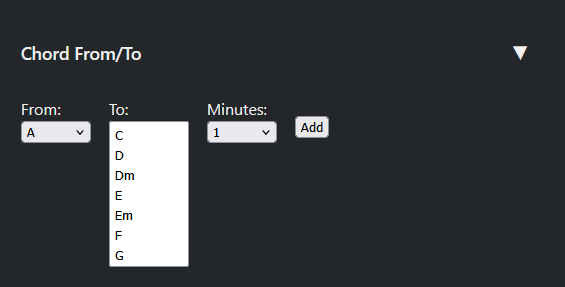 Chord From/To ▼
From: To: Minutes:
A 1 Add
C
D
Dm
E
Em
F
G